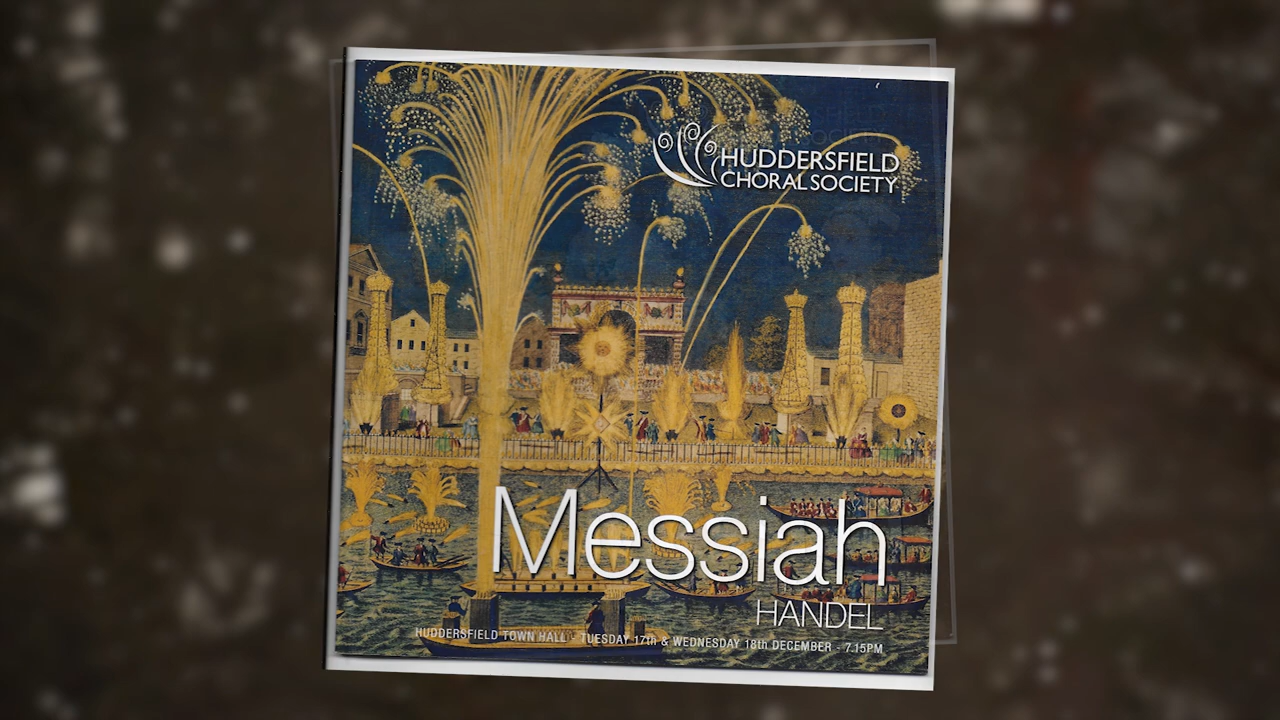 HUDDERSFIELD
CHORAL SOCIETY
Messiah
HANDEL
HUDDERSFIELD TOWN HALL - TUESDAY 17th & WEDNESDAY 18th DECEMBER - 7.15PM